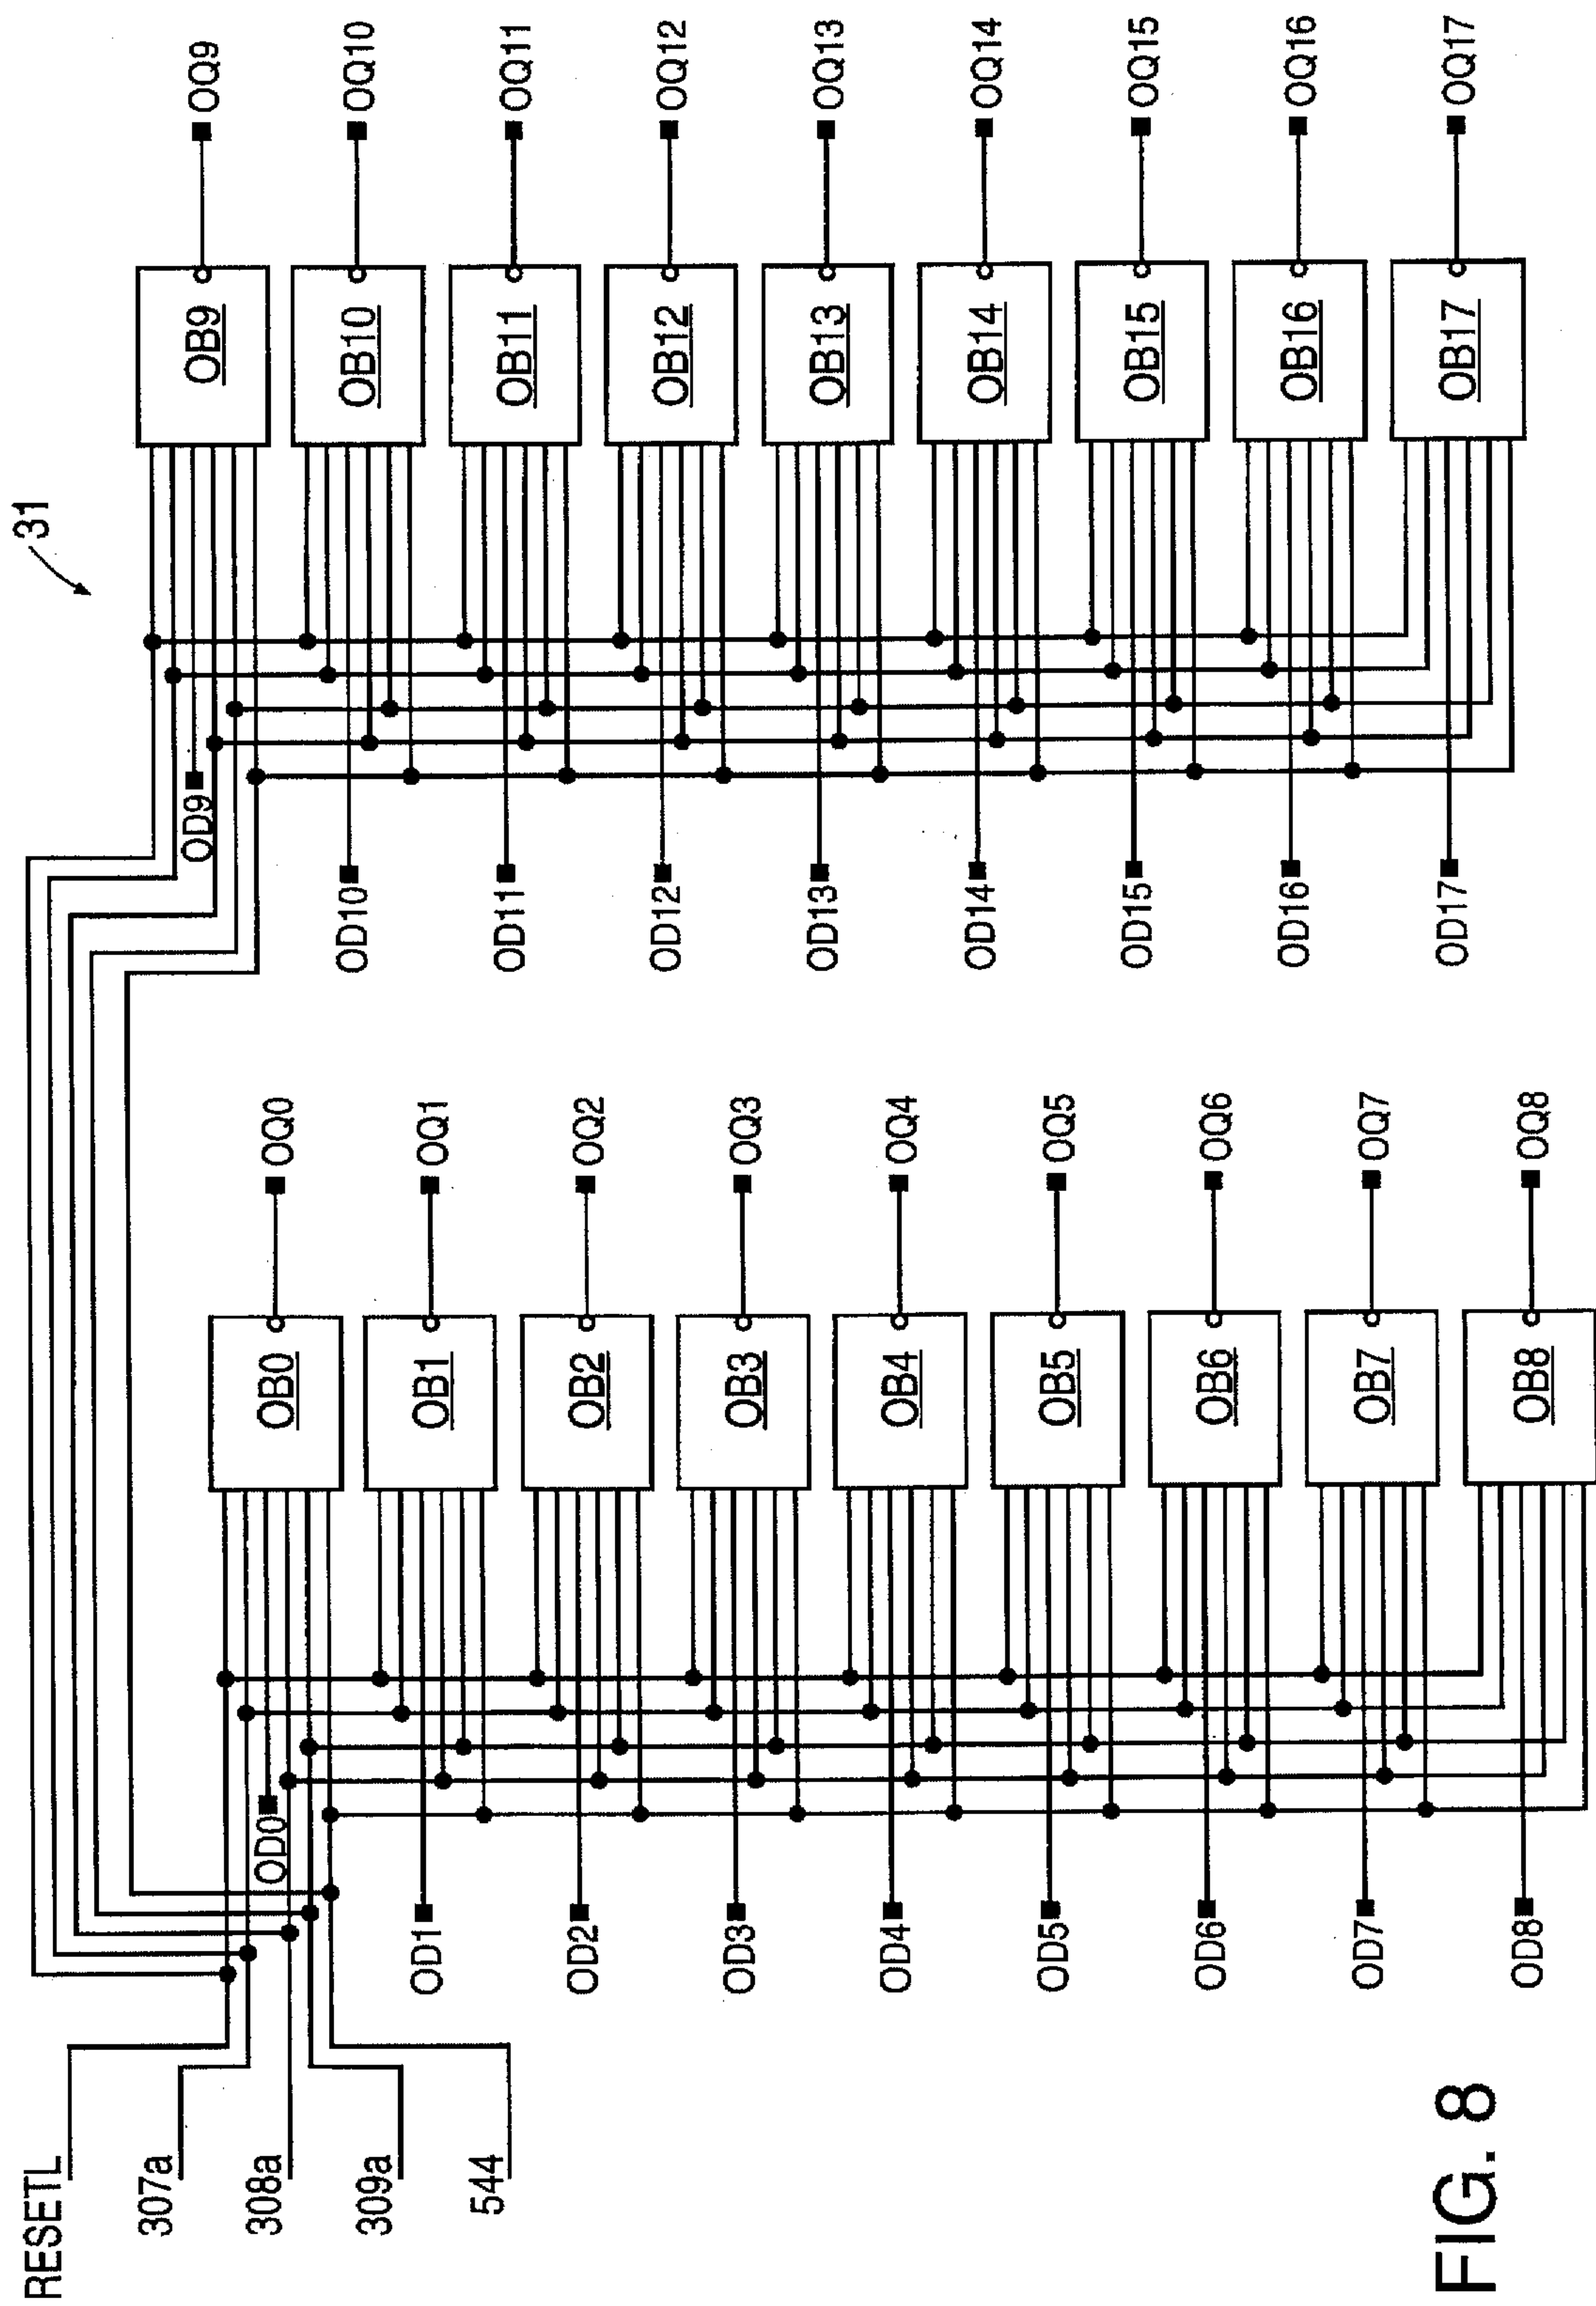 31
RESETL
307a
308a
309a
544
OD0
OD1
OD2
OD3
OD4
OD5
OD6
OD7
OD8
OB0
OB1
OB2
OB3
OB4
OB5
OB6
OB7
OB8
OQ0
OQ1
OQ2
OQ3
OQ4
OQ5
OQ6
OQ7
OQ8
OD9
OD10
OD11
OD12
OD13
OD14
OD15
OD16
OD17
OB9
OB10
OB11
OB12
OB13
OB14
OB15
OB16
OB17
OQ9
OQ10
OQ11
OQ12
OQ13
OQ14
OQ15
OQ16
OQ17
FIG. 8